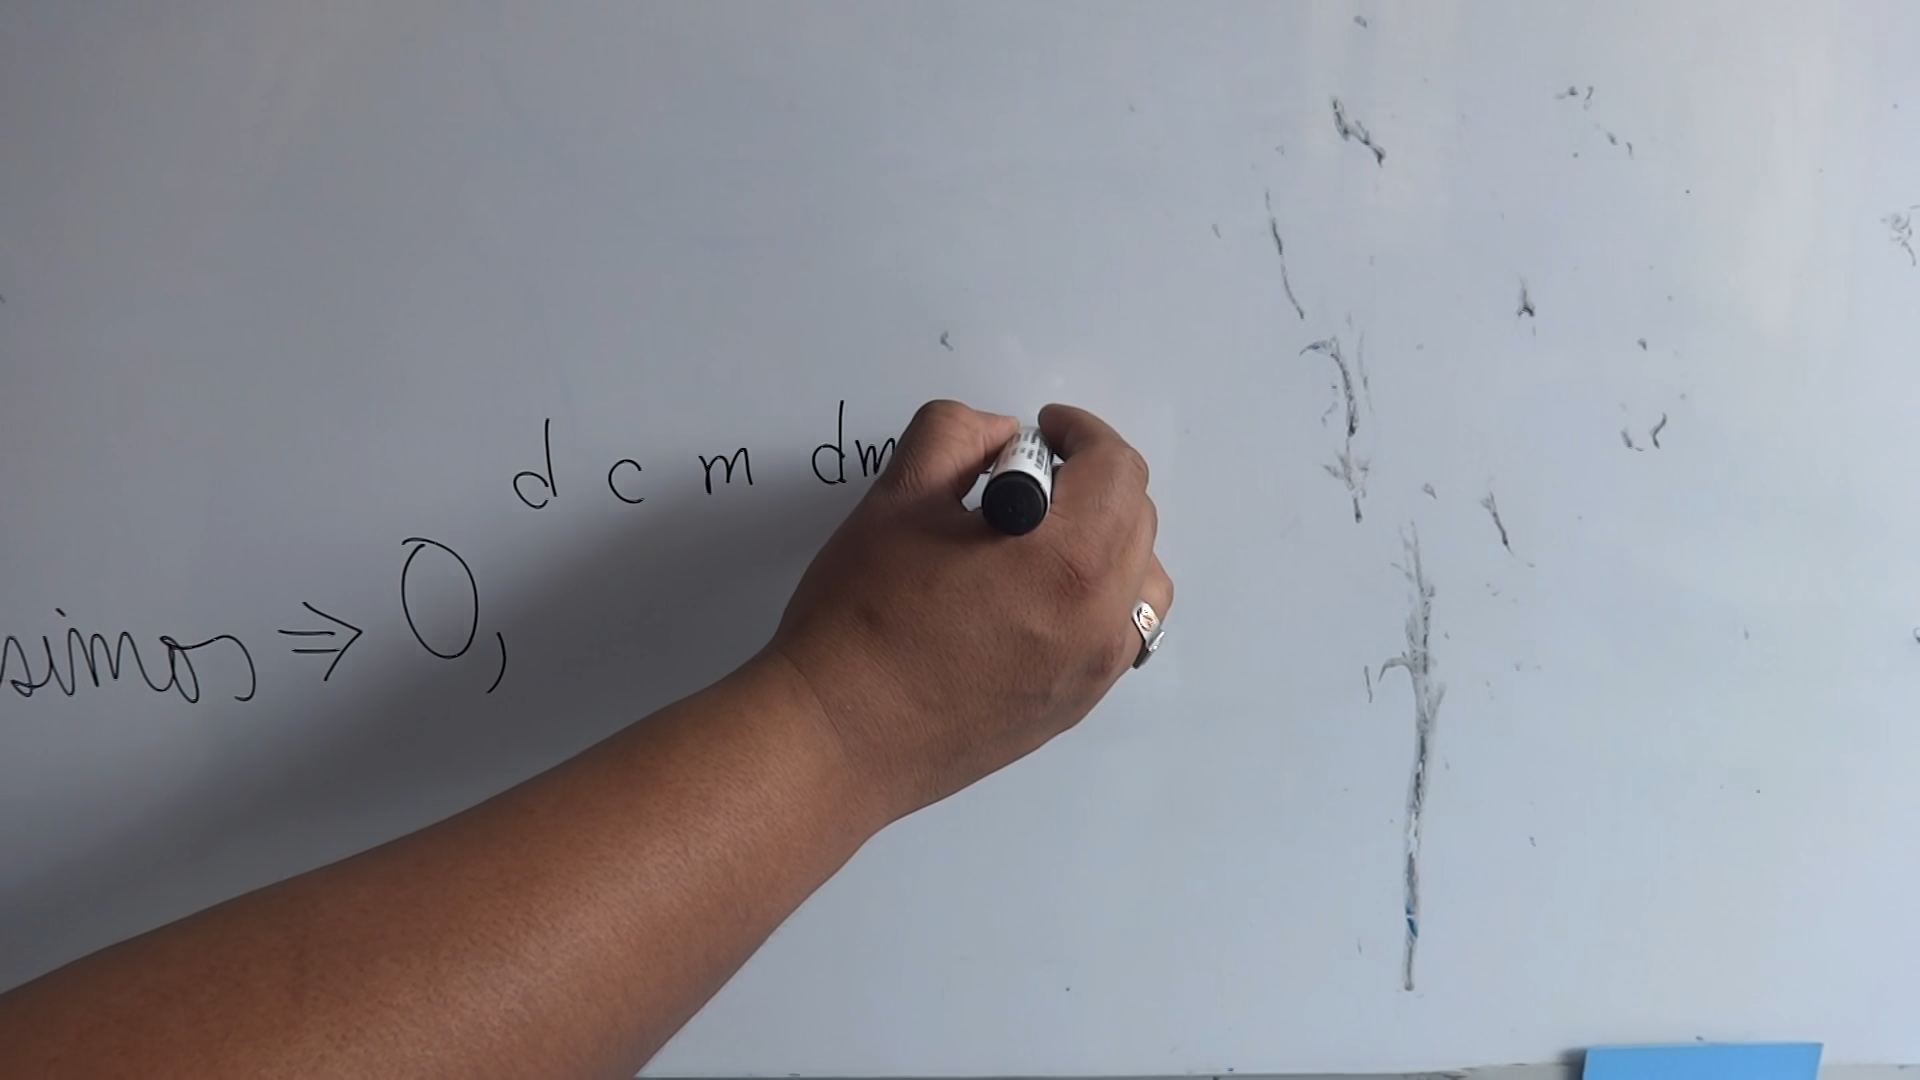 d c m dm
simos ⇒ 0,